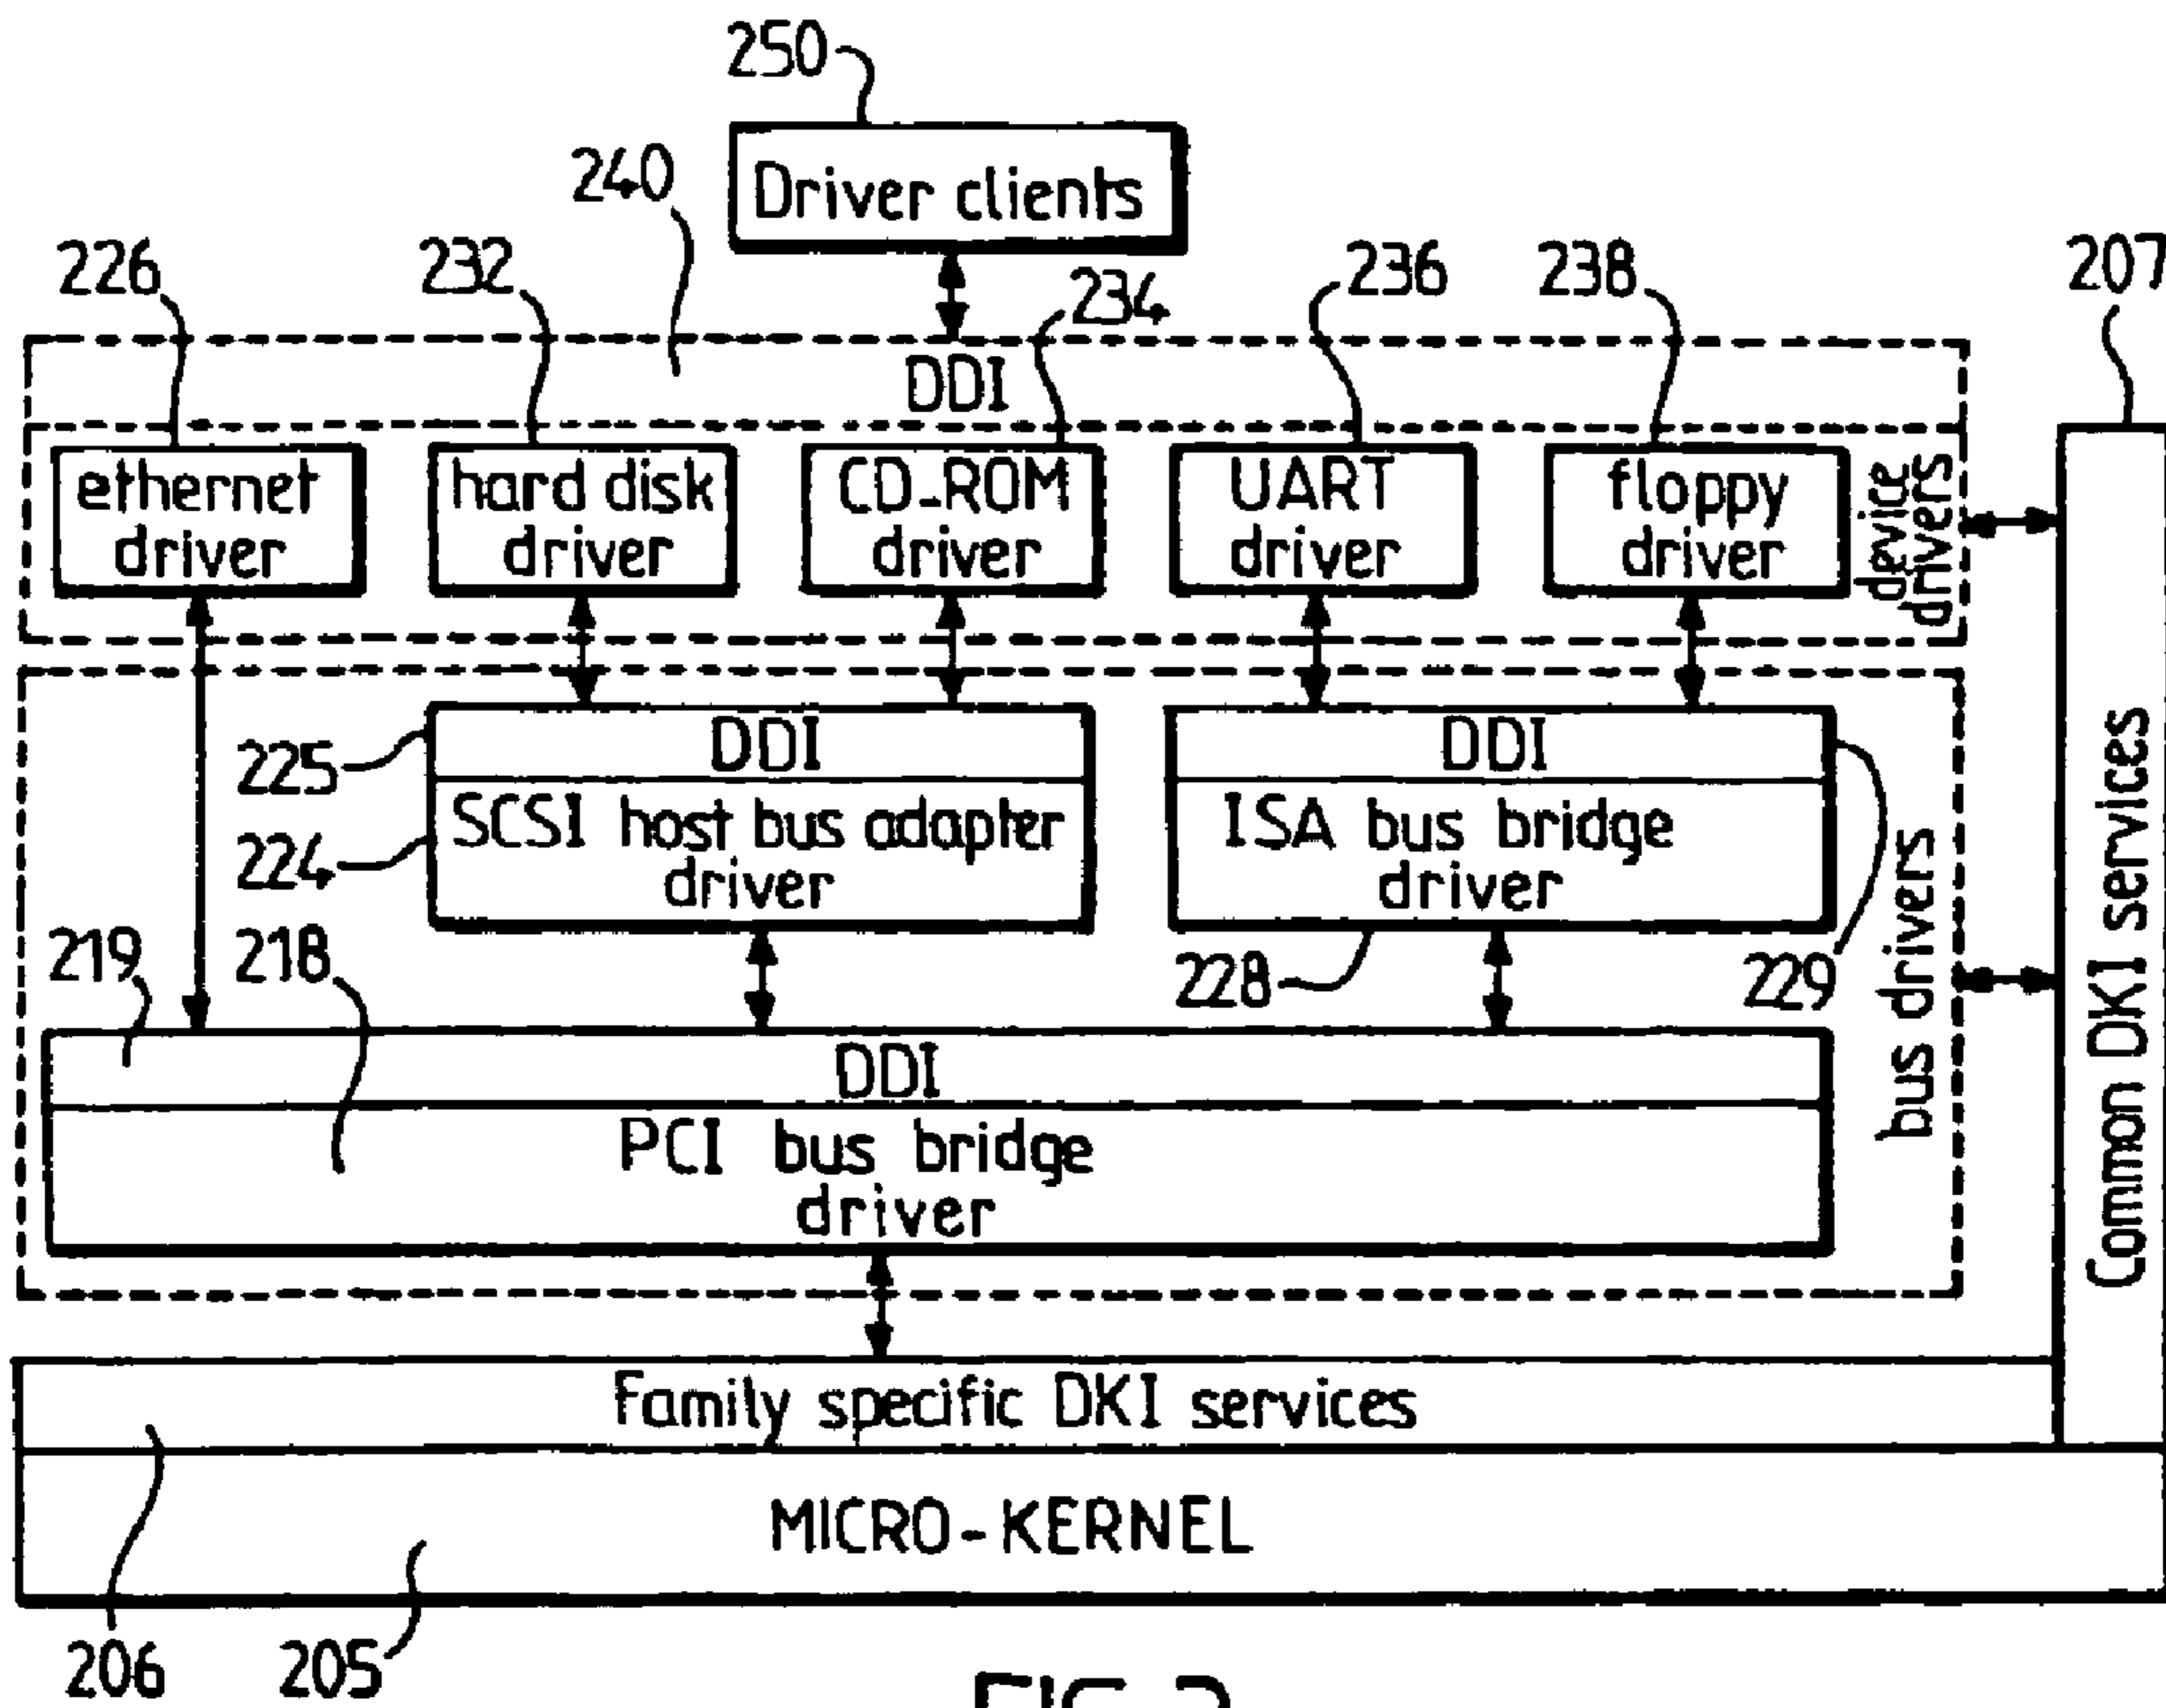 250
Driver clients
240
226
232
234
236
238
207
DDI
ethernet
driver
hard disk
driver
CD-ROM
driver
UART
driver
floppy
driver
device
drivers
DDI
225
SCSI host bus adapter
driver
224
DDI
ISA bus bridge
driver
228
229
bus drivers
Common DKI services
219
218
DDI
PCI bus bridge
driver
Family specific DKI services
MICRO-KERNEL
206
205